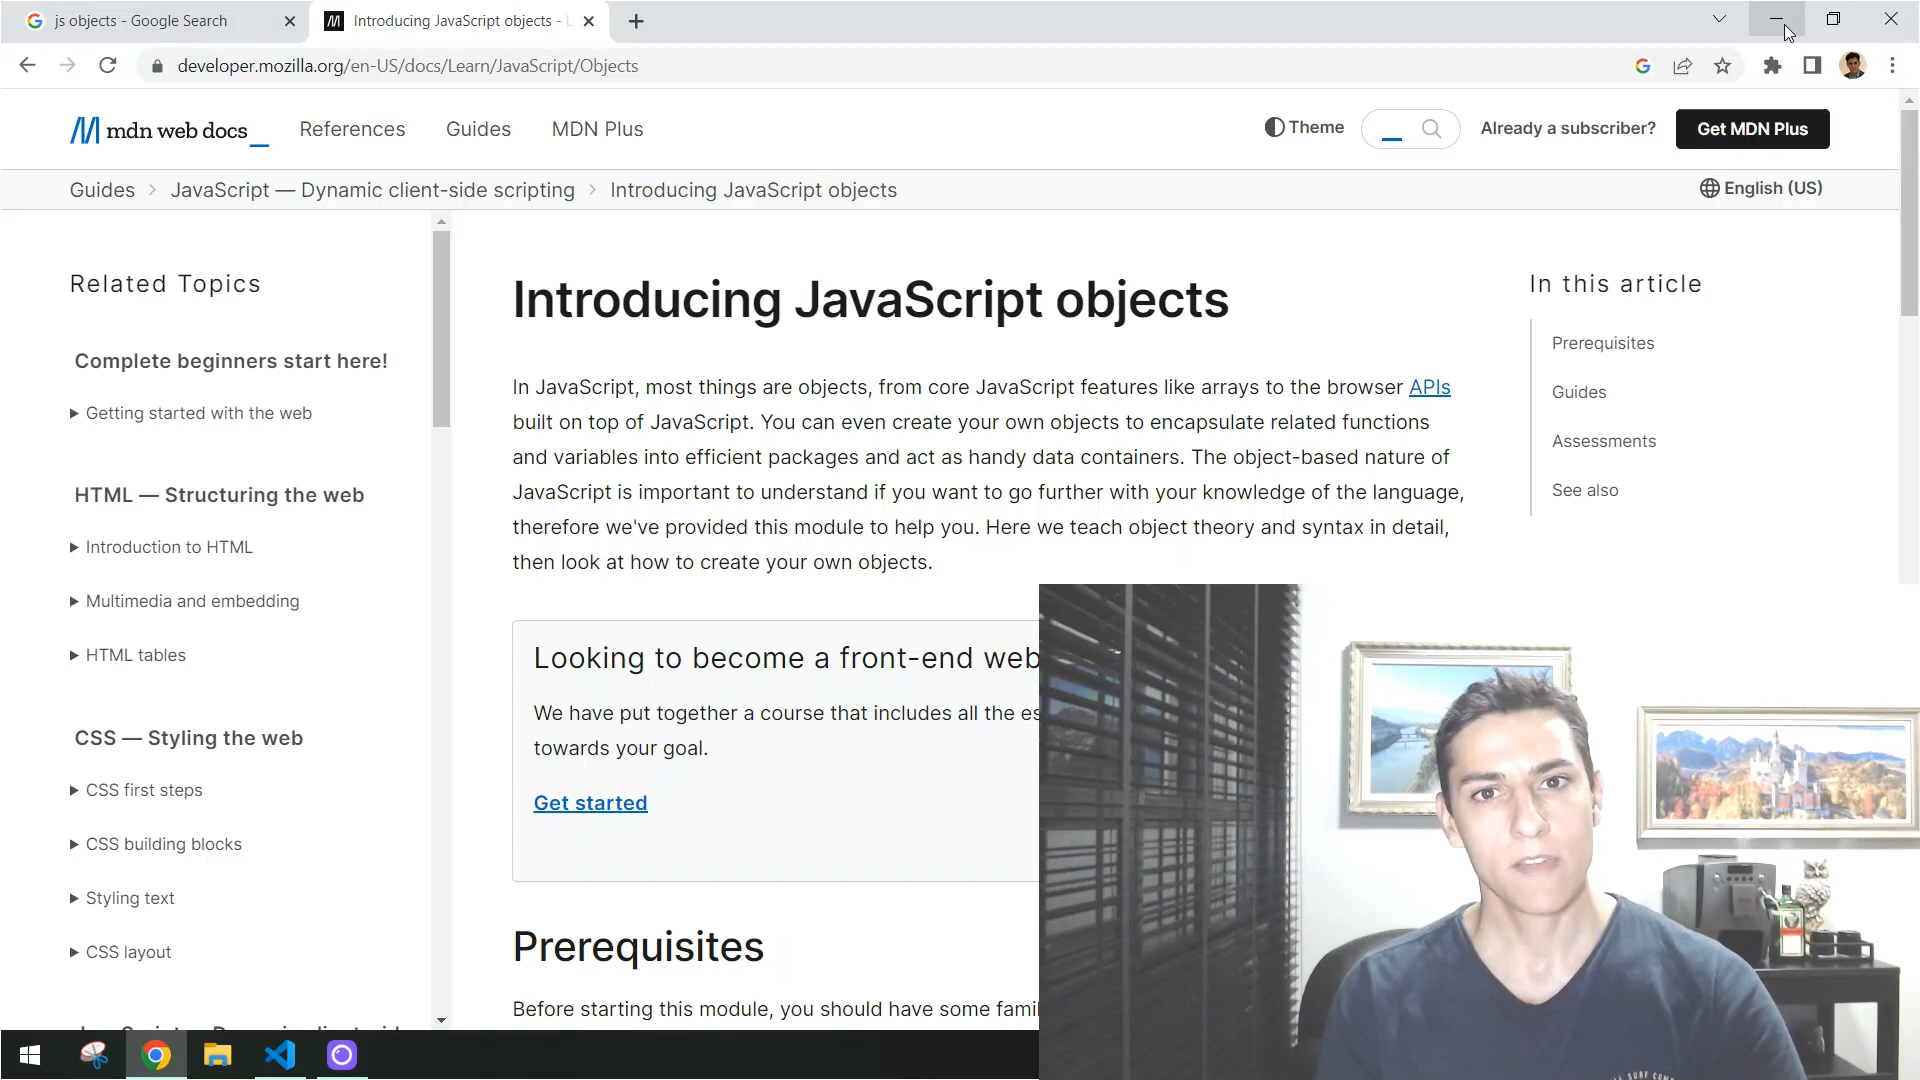 js objects - Google Search
Introducing JavaScript objects -
developer.mozilla.org/en-US/docs/Learn/JavaScript/Objects
mdn web docs_
References
Guides
MDN Plus
Theme
Already a subscriber?
Get MDN Plus
Guides > JavaScript — Dynamic client-side scripting > Introducing JavaScript objects
English (US)
Related Topics
Complete beginners start here!
Getting started with the web
HTML — Structuring the web
Introduction to HTML
Multimedia and embedding
HTML tables
CSS — Styling the web
CSS first steps
CSS building blocks
Styling text
CSS layout
Introducing JavaScript objects
In JavaScript, most things are objects, from core JavaScript features like arrays to the browser APIs
built on top of JavaScript. You can even create your own objects to encapsulate related functions
and variables into efficient packages and act as handy data containers. The object-based nature of
JavaScript is important to understand if you want to go further with your knowledge of the language,
therefore we've provided this module to help you. Here we teach object theory and syntax in detail,
then look at how to create your own objects.
Looking to become a front-end web
We have put together a course that includes all the es
towards your goal.
Get started
Prerequisites
Before starting this module, you should have some famil
In this article
Prerequisites
Guides
Assessments
See also